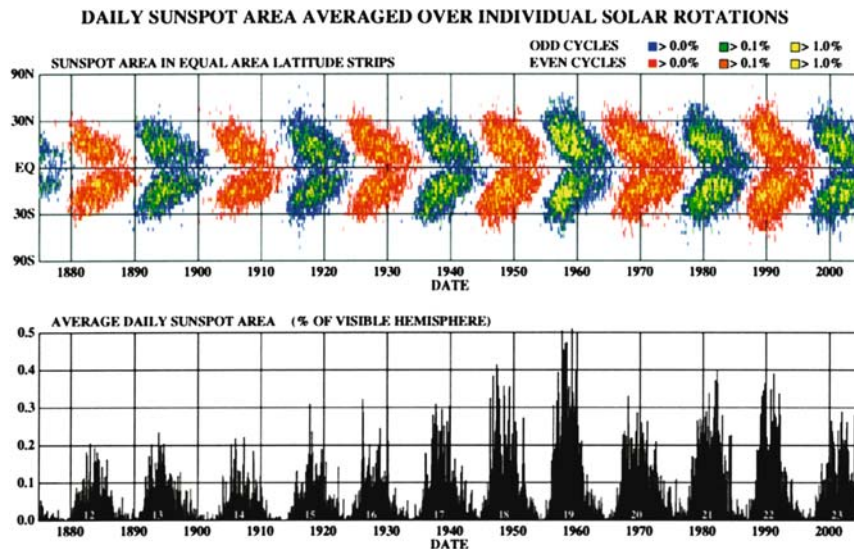 DAILY SUNSPOT AREA AVERAGED OVER INDIVIDUAL SOLAR ROTATIONS
ODD CYCLES > 0.0% > 0.1% > 1.0%
SUNSPOT AREA IN EQUAL AREA LATITUDE STRIPS EVEN CYCLES > 0.0% > 0.1% > 1.0%
90N
30N
EQ
30S
90S
1880 1890 1900 1910 1920 1930 1940 1950 1960 1970 1980 1990 2000
DATE
AVERAGE DAILY SUNSPOT AREA (% OF VISIBLE HEMISPHERE)
0.5
0.4
0.3
0.2
0.1
0.0
12 13 14 15 16 17 18 19 20 21 22 23
1880 1890 1900 1910 1920 1930 1940 1950 1960 1970 1980 1990 2000
DATE